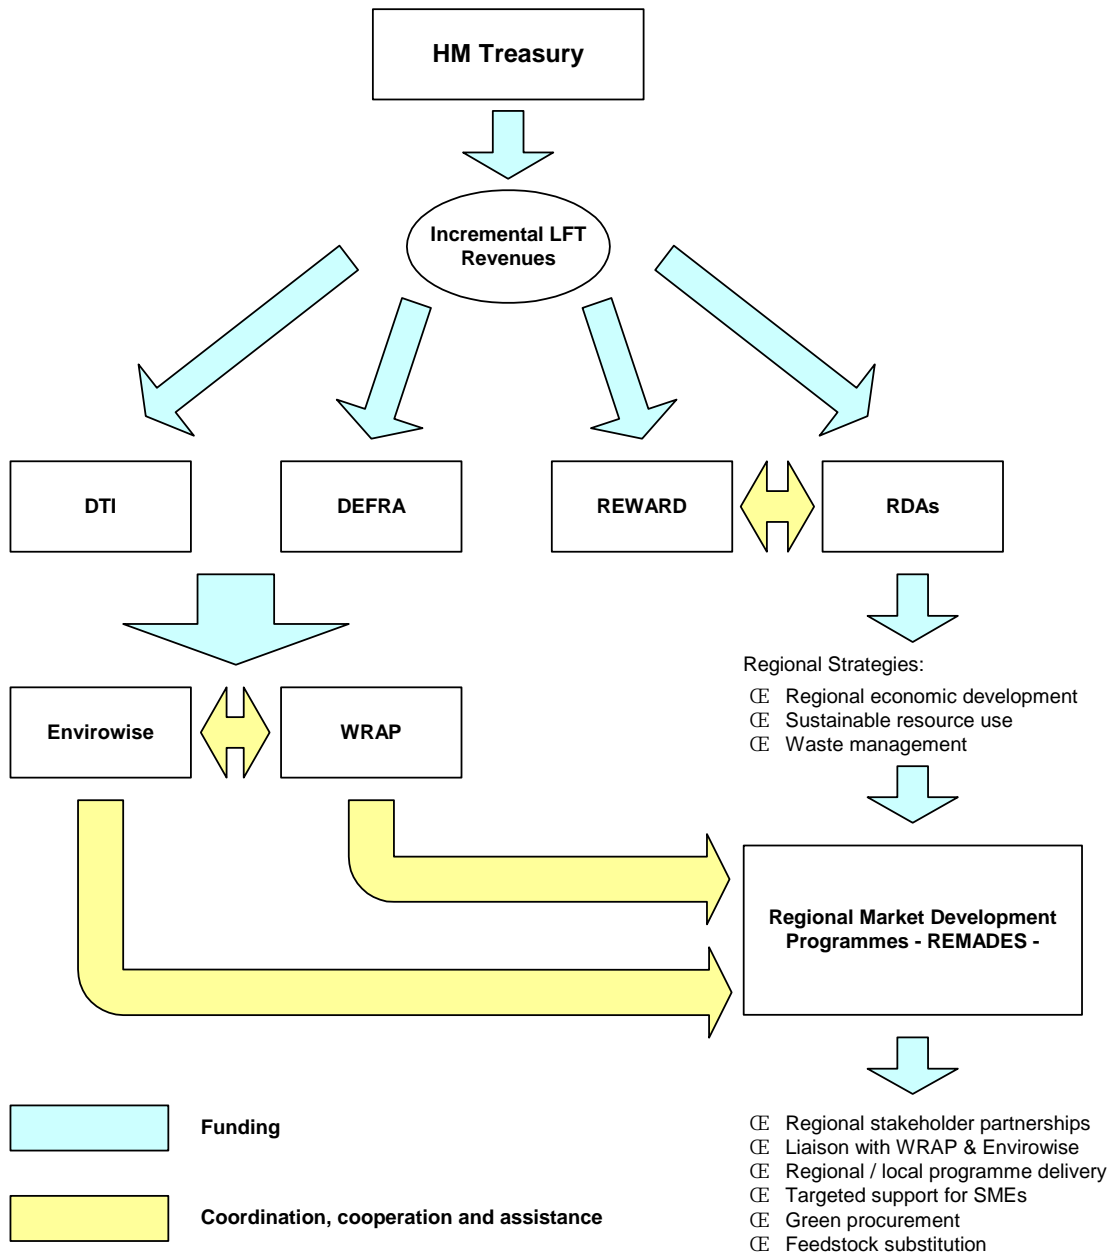 HM Treasury
Incremental LFT
Revenues
DTI
DEFRA
REWARD
RDAs
Regional Strategies:
Œ Regional economic development
Œ Sustainable resource use
Œ Waste management
Envirowise
WRAP
Regional Market Development
Programmes - REMADES -
Funding
Coordination, cooperation and assistance
Œ Regional stakeholder partnerships
Œ Liaison with WRAP & Envirowise
Œ Regional / local programme delivery
Œ Targeted support for SMEs
Œ Green procurement
Œ Feedstock substitution